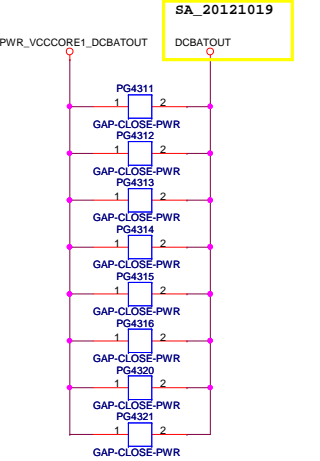 SA_20121019
PWR_VCCCORE1_DCBATOUT DCBATOUT
PG4311
1 2
GAP-CLOSE-PWR
PG4312
1 2
GAP-CLOSE-PWR
PG4313
1 2
GAP-CLOSE-PWR
PG4314
1 2
GAP-CLOSE-PWR
PG4315
1 2
GAP-CLOSE-PWR
PG4316
1 2
GAP-CLOSE-PWR
PG4320
1 2
GAP-CLOSE-PWR
PG4321
1 2
GAP-CLOSE-PWR